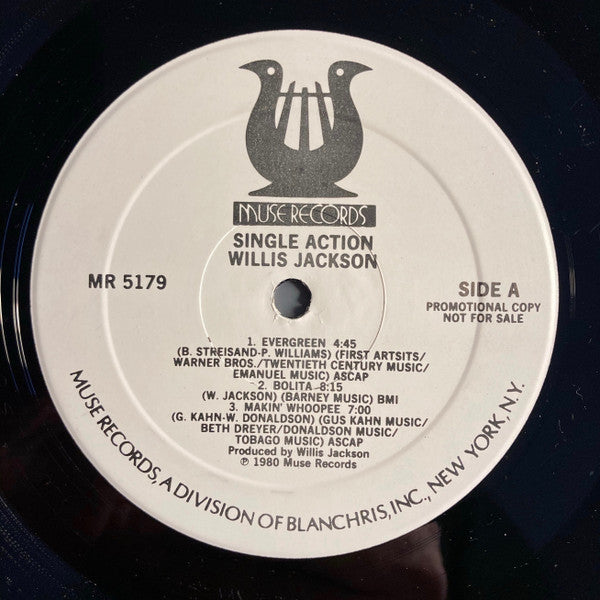 MUSE RECORDS
SINGLE ACTION
WILLIS JACKSON
MR 5179
SIDE A
PROMOTIONAL COPY
NOT FOR SALE
1. EVERGREEN 4:45
(B. STREISAND-P. WILLIAMS) (FIRST ARTSITS/
WARNER BROS./TWENTIETH CENTURY MUSIC/
EMANUEL MUSIC) ASCAP
2. BOLITA 8:15
(W. JACKSON) (BARNEY MUSIC) BMI
3. MAKIN' WHOOPEE 7:00
(G. KAHN-W. DONALDSON) (GUS KAHN MUSIC/
BETH DREYER/DONALDSON MUSIC/
TOBAGO MUSIC) ASCAP
Produced by Willis Jackson
℗ 1980 Muse Records
MUSE RECORDS, A DIVISION OF BLANCHRIS, INC., NEW YORK, N.Y.